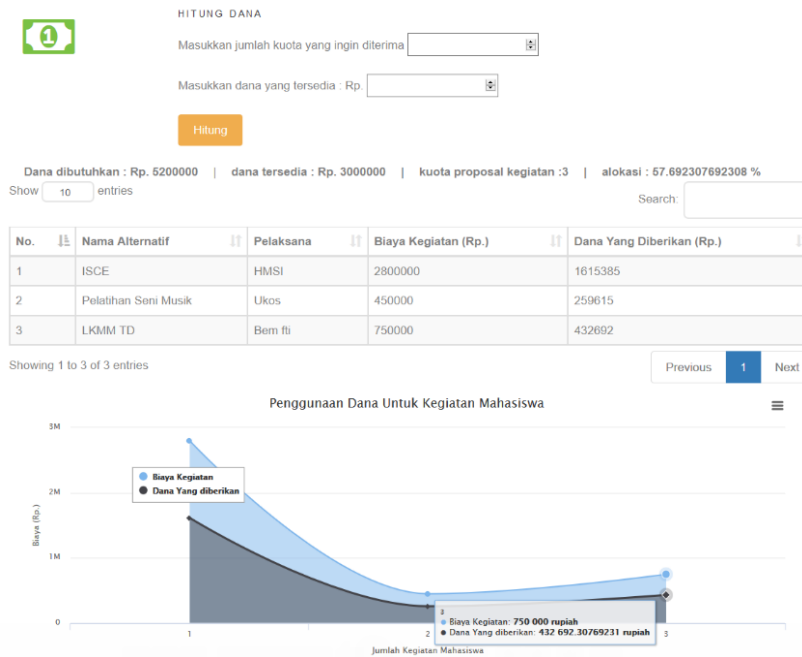 HITUNG DANA
1
Masukkan jumlah kuota yang ingin diterima
Masukkan dana yang tersedia : Rp.
Hitung
Dana dibutuhkan : Rp. 5200000 | dana tersedia : Rp. 3000000 | kuota proposal kegiatan :3 | alokasi : 57.692307692308 %
Show 10 entries
Search:
No. Nama Alternatif Pelaksana Biaya Kegiatan (Rp.) Dana Yang Diberikan (Rp.)
1 ISCE HMSI 2800000 1615385
2 Pelatihan Seni Musik Ukos 450000 259615
3 LKMM TD Bem fti 750000 432692
Showing 1 to 3 of 3 entries
Previous 1 Next
Penggunaan Dana Untuk Kegiatan Mahasiswa
3M
Biaya Kegiatan
Dana Yang diberikan
2M
Biaya (Rp.)
1M
3
Biaya Kegiatan: 750 000 rupiah
Dana Yang diberikan: 432 692.30769231 rupiah
0
1 2 3
Jumlah Kegiatan Mahasiswa